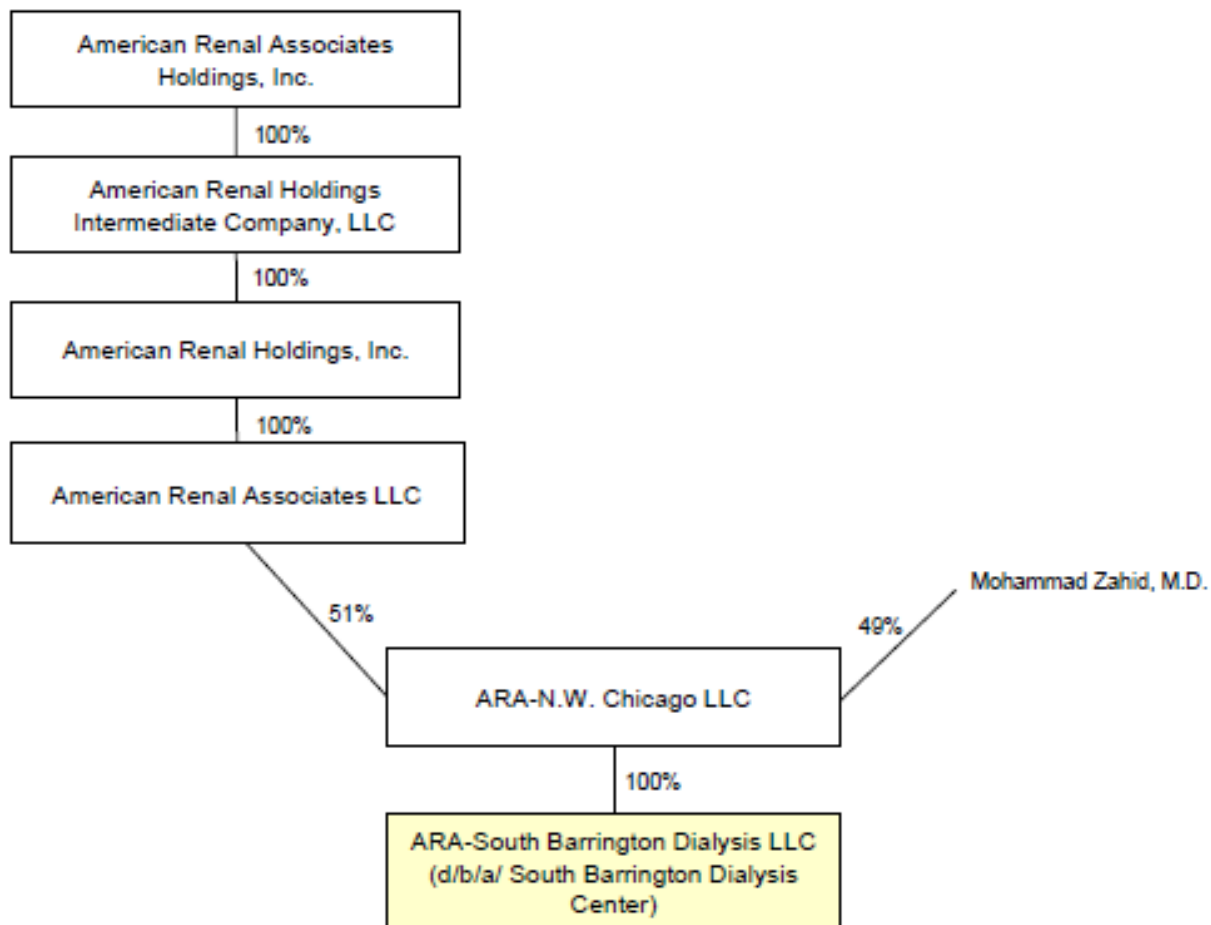 American Renal Associates
Holdings, Inc.
100%
American Renal Holdings
Intermediate Company, LLC
100%
American Renal Holdings, Inc.
100%
American Renal Associates LLC
Mohammad Zahid, M.D.
51%
49%
ARA-N.W. Chicago LLC
100%
ARA-South Barrington Dialysis LLC
(d/b/a/ South Barrington Dialysis
Center)